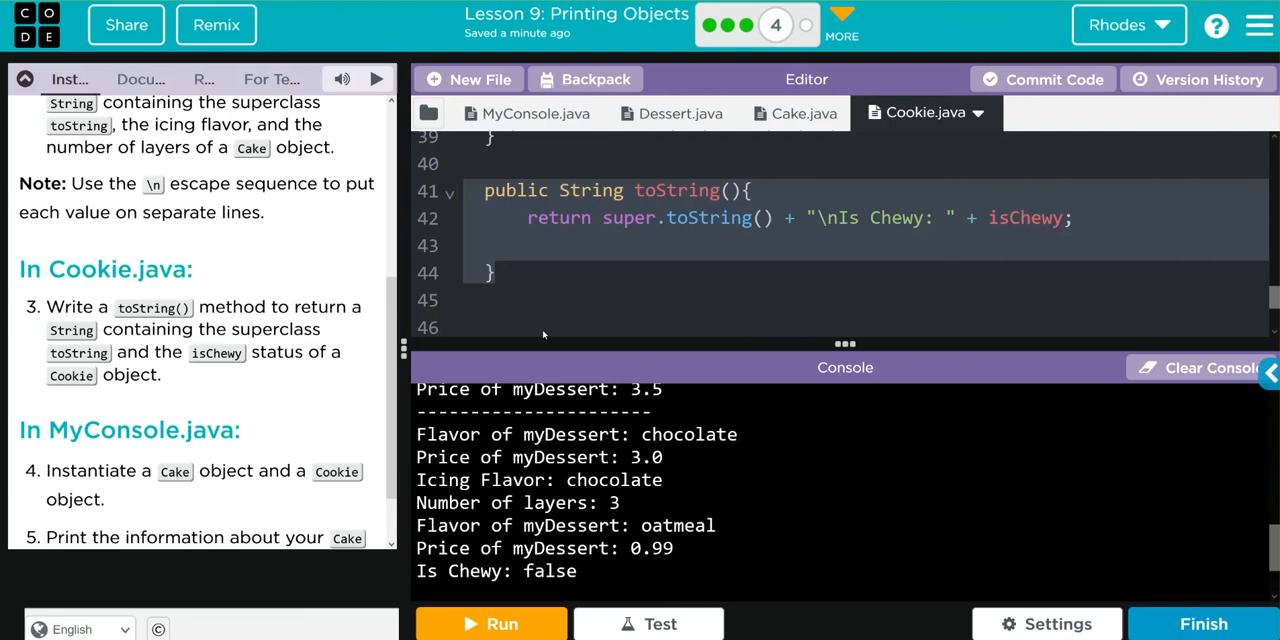 C O
D E
Share
Remix
Lesson 9: Printing Objects
Saved a minute ago
4
MORE
Rhodes
?
Inst...
Docu...
R...
For Te...
New File
Backpack
Editor
Commit Code
Version History
String containing the superclass
toString, the icing flavor, and the
number of layers of a Cake object.
Note: Use the \n escape sequence to put
each value on separate lines.
In Cookie.java:
3. Write a toString() method to return a
String containing the superclass
toString and the isChewy status of a
Cookie object.
In MyConsole.java:
4. Instantiate a Cake object and a Cookie
object.
5. Print the information about your Cake
MyConsole.java
Dessert.java
Cake.java
Cookie.java
39 }
40
41 public String toString(){
42 return super.toString() + "\nIs Chewy: " + isChewy;
43
44 }
45
46
Console
Clear Console
Price of myDessert: 3.5
----------------------
Flavor of myDessert: chocolate
Price of myDessert: 3.0
Icing Flavor: chocolate
Number of layers: 3
Flavor of myDessert: oatmeal
Price of myDessert: 0.99
Is Chewy: false
English
©
Run
Test
Settings
Finish